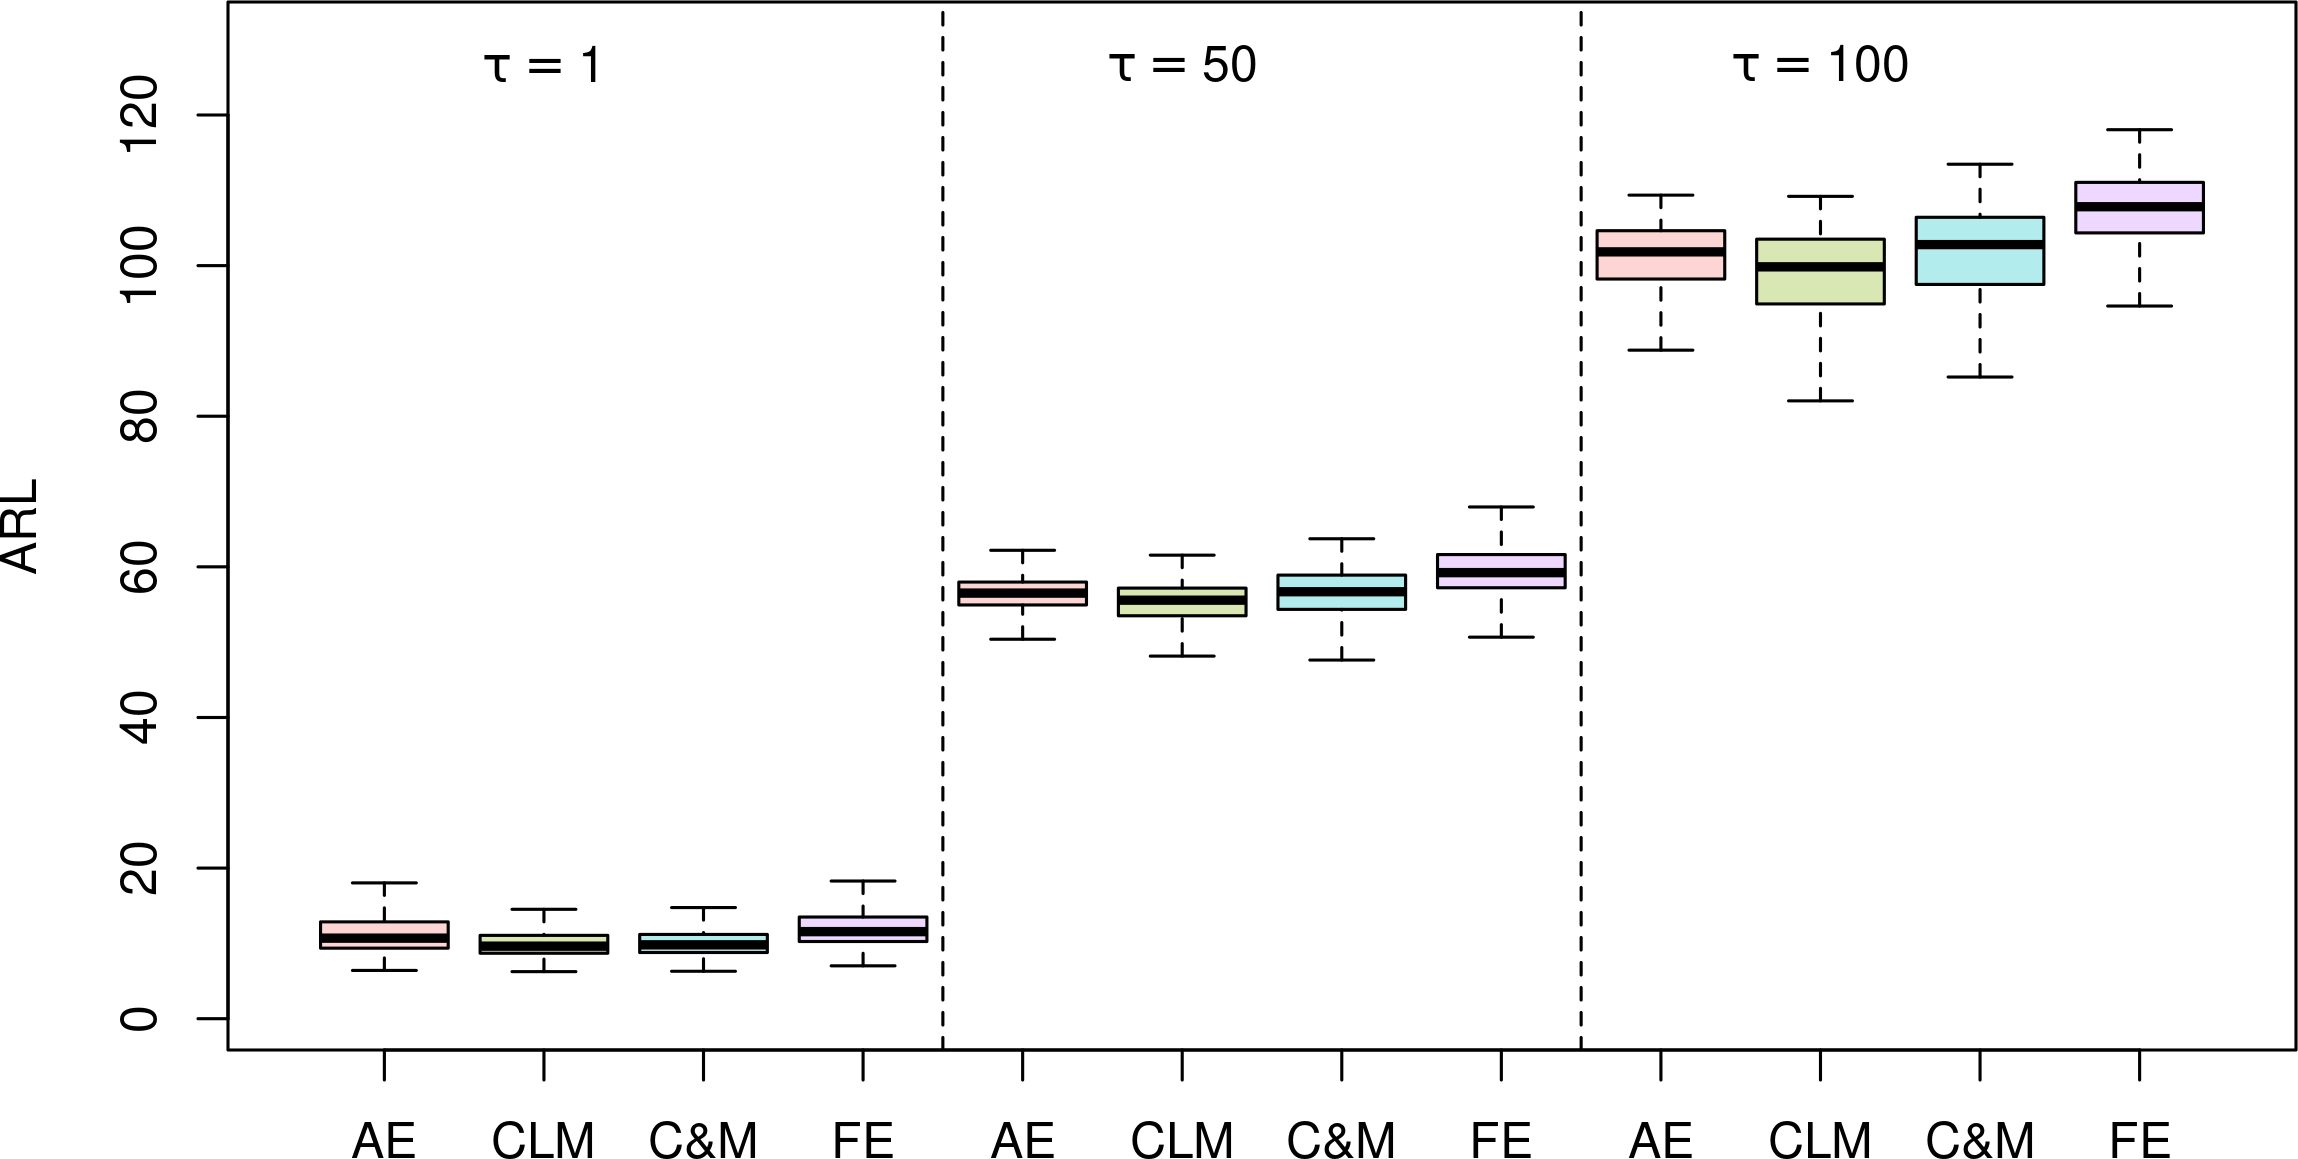 τ = 1
τ = 50
τ = 100
120
100
80
60
40
20
0
ARL
AE CLM C&M FE AE CLM C&M FE AE CLM C&M FE